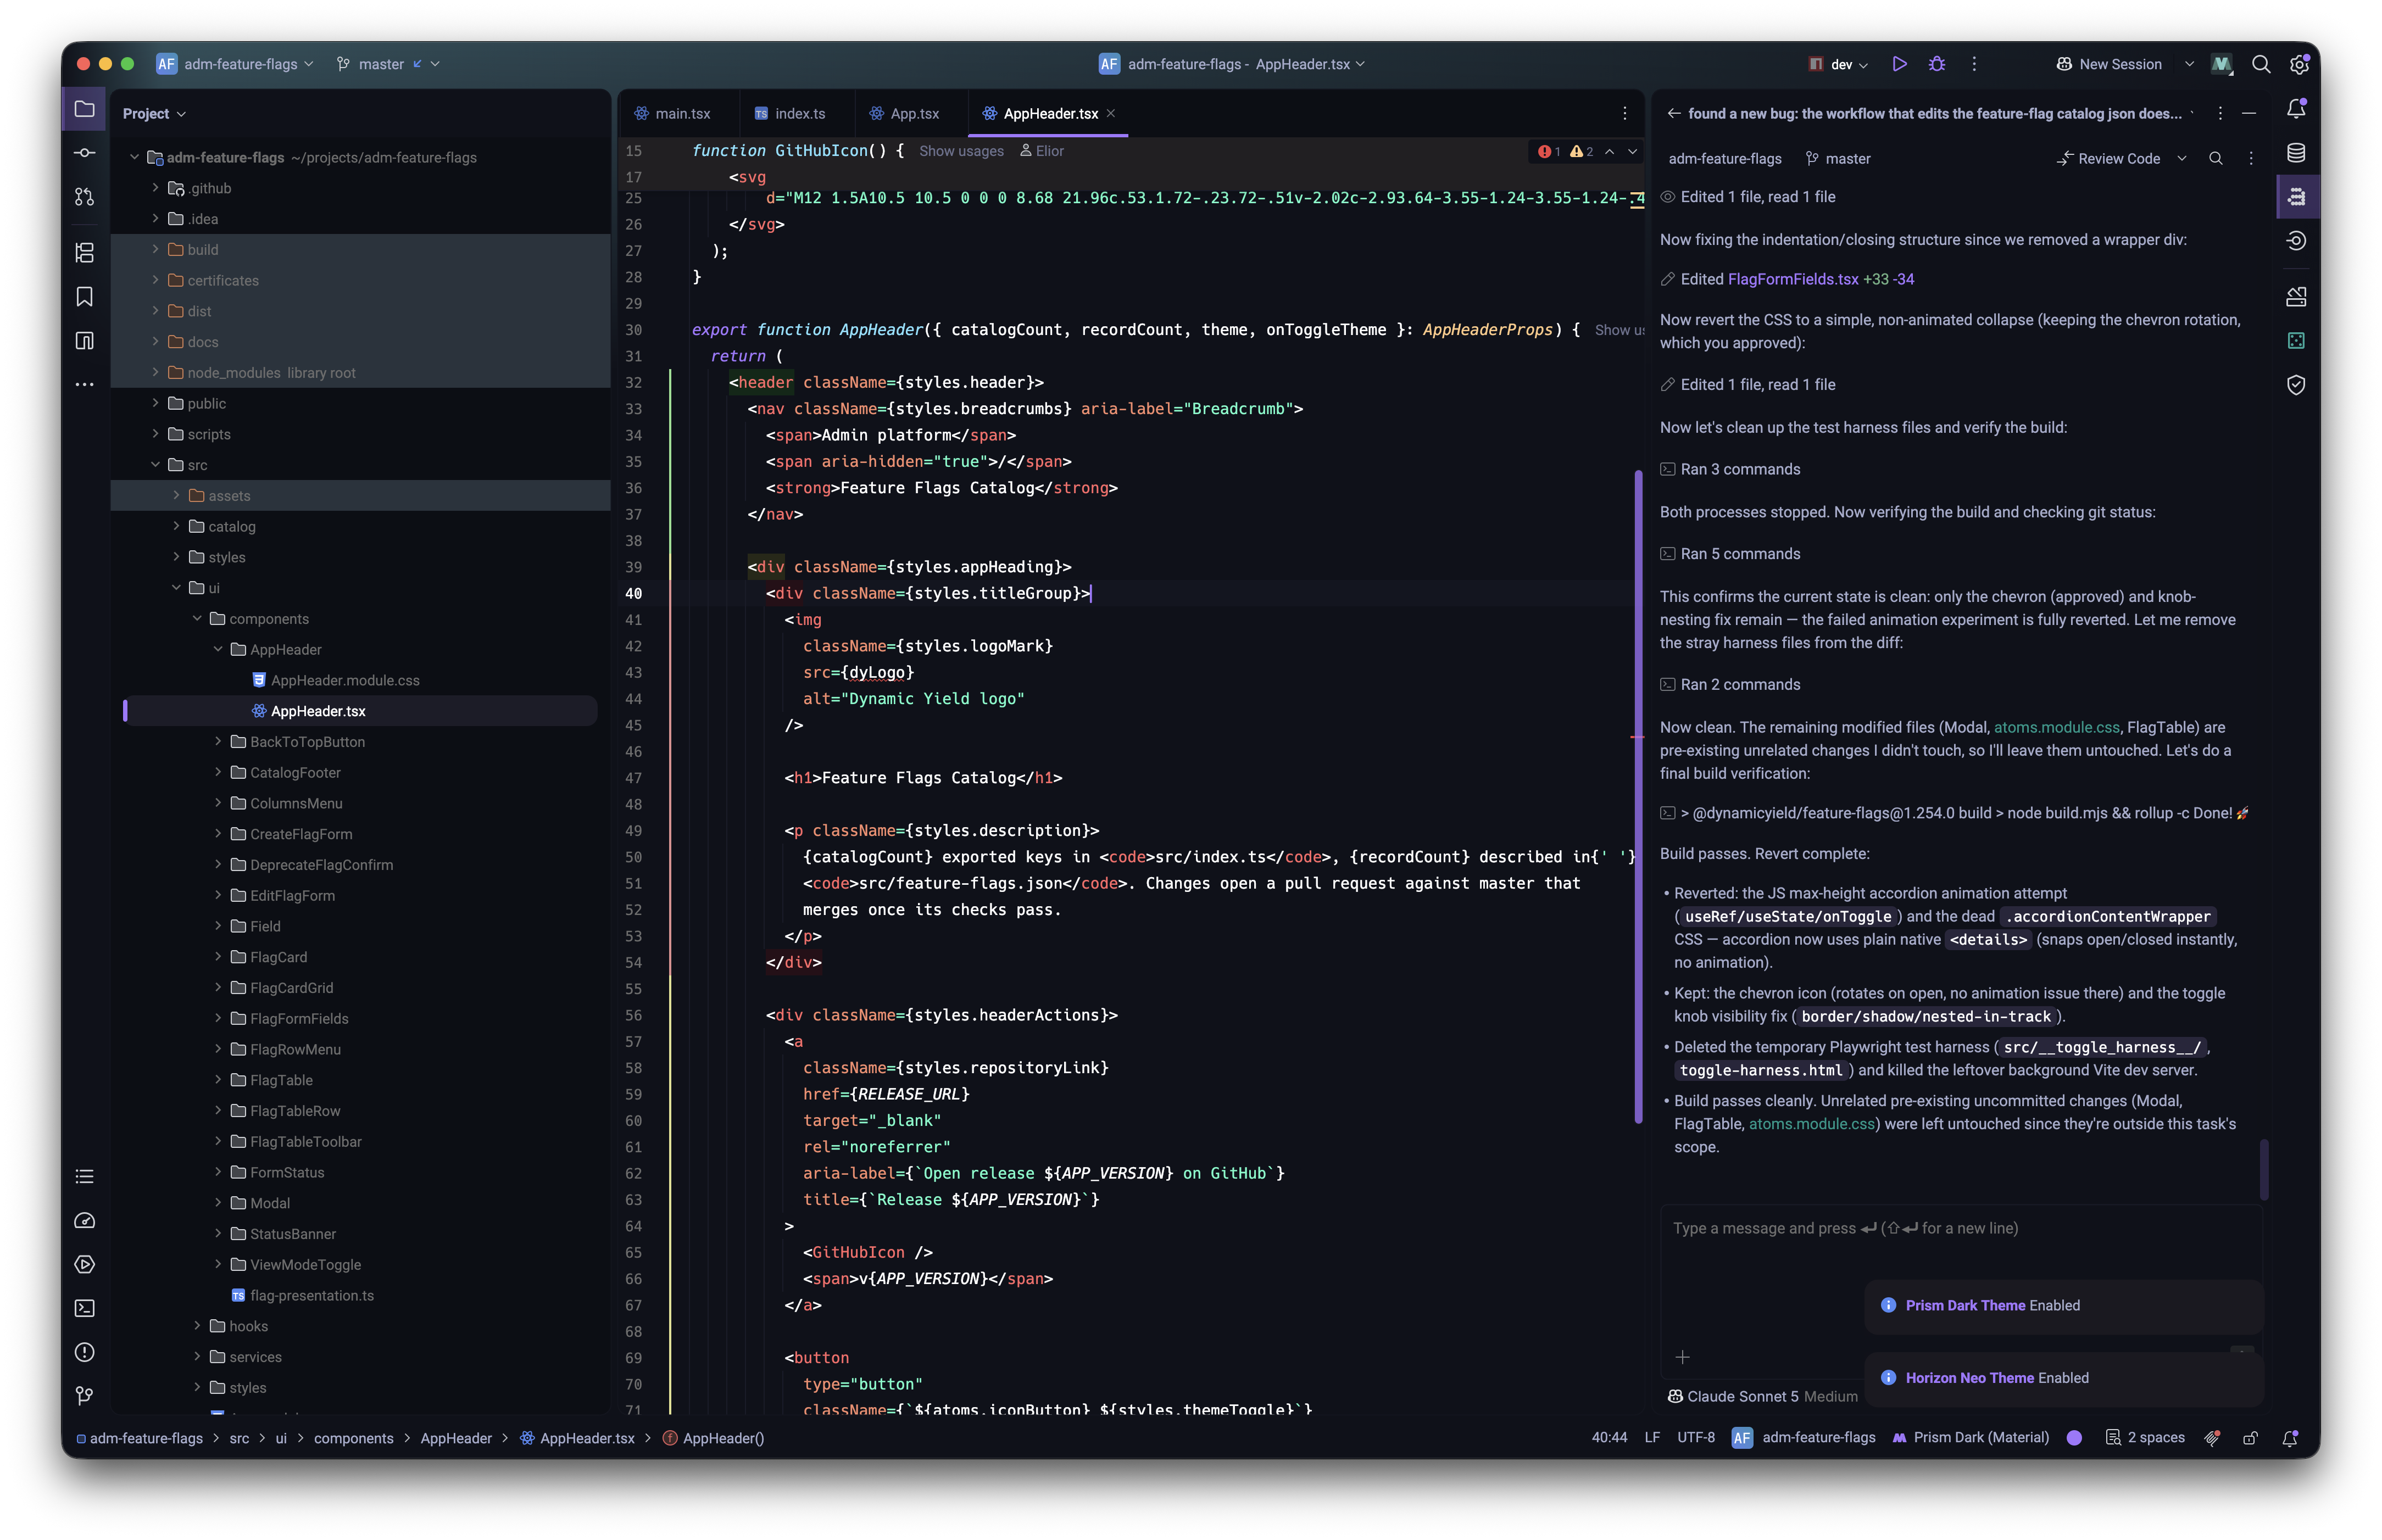 AF adm-feature-flags
master
AF adm-feature-flags - AppHeader.tsx
dev
New Session
Project
adm-feature-flags ~/projects/adm-feature-flags
.github
.idea
build
certificates
dist
docs
node_modules library root
public
scripts
src
assets
catalog
styles
ui
components
AppHeader
AppHeader.module.css
AppHeader.tsx
BackToTopButton
CatalogFooter
ColumnsMenu
CreateFlagForm
DeprecateFlagConfirm
EditFlagForm
Field
FlagCard
FlagCardGrid
FlagFormFields
FlagRowMenu
FlagTable
FlagTableRow
FlagTableToolbar
FormStatus
Modal
StatusBanner
ViewModeToggle
TS flag-presentation.ts
hooks
services
styles
main.tsx
TS index.ts
App.tsx
AppHeader.tsx
1 2
15 function GitHubIcon() { Show usages Elior
17 <svg
25 d="M12 1.5A10.5 10.5 0 0 0 8.68 21.96c.53.1.72-.23.72-.51v-2.02c-2.93.64-3.55-1.24-3.55-1.24-.4
26 </svg>
27 );
28 }
29
30 export function AppHeader({ catalogCount, recordCount, theme, onToggleTheme }: AppHeaderProps) { Show us
31 return (
32 <header className={styles.header}>
33 <nav className={styles.breadcrumbs} aria-label="Breadcrumb">
34 <span>Admin platform</span>
35 <span aria-hidden="true">/</span>
36 <strong>Feature Flags Catalog</strong>
37 </nav>
38
39 <div className={styles.appHeading}>
40 <div className={styles.titleGroup}>
41 <img
42 className={styles.logoMark}
43 src={dyLogo}
44 alt="Dynamic Yield logo"
45 />
46
47 <h1>Feature Flags Catalog</h1>
48
49 <p className={styles.description}>
50 {catalogCount} exported keys in <code>src/index.ts</code>, {recordCount} described in{' '}
51 <code>src/feature-flags.json</code>. Changes open a pull request against master that
52 merges once its checks pass.
53 </p>
54 </div>
55
56 <div className={styles.headerActions}>
57 <a
58 className={styles.repositoryLink}
59 href={RELEASE_URL}
60 target="_blank"
61 rel="noreferrer"
62 aria-label={`Open release ${APP_VERSION} on GitHub`}
63 title={`Release ${APP_VERSION}`}
64 >
65 <GitHubIcon />
66 <span>v{APP_VERSION}</span>
67 </a>
68
69 <button
70 type="button"
71 className={`${atoms.iconButton} ${styles.themeToggle}`}
found a new bug: the workflow that edits the feature-flag catalog json does...
adm-feature-flags master Review Code
Edited 1 file, read 1 file
Now fixing the indentation/closing structure since we removed a wrapper div:
Edited FlagFormFields.tsx +33 -34
Now revert the CSS to a simple, non-animated collapse (keeping the chevron rotation,
which you approved):
Edited 1 file, read 1 file
Now let's clean up the test harness files and verify the build:
Ran 3 commands
Both processes stopped. Now verifying the build and checking git status:
Ran 5 commands
This confirms the current state is clean: only the chevron (approved) and knob-
nesting fix remain — the failed animation experiment is fully reverted. Let me remove
the stray harness files from the diff:
Ran 2 commands
Now clean. The remaining modified files (Modal, atoms.module.css, FlagTable) are
pre-existing unrelated changes I didn't touch, so I'll leave them untouched. Let's do a
final build verification:
> @dynamicyield/feature-flags@1.254.0 build > node build.mjs && rollup -c Done! 🚀
Build passes. Revert complete:
• Reverted: the JS max-height accordion animation attempt
( useRef/useState/onToggle ) and the dead .accordionContentWrapper
CSS — accordion now uses plain native <details> (snaps open/closed instantly,
no animation).
• Kept: the chevron icon (rotates on open, no animation issue there) and the toggle
knob visibility fix ( border/shadow/nested-in-track ).
• Deleted the temporary Playwright test harness ( src/__toggle_harness__/ ,
toggle-harness.html ) and killed the leftover background Vite dev server.
• Build passes cleanly. Unrelated pre-existing uncommitted changes (Modal,
FlagTable, atoms.module.css) were left untouched since they're outside this task's
scope.
Type a message and press ↵ (⇧↵ for a new line)
Prism Dark Theme Enabled
Horizon Neo Theme Enabled
Claude Sonnet 5 Medium
adm-feature-flags > src > ui > components > AppHeader > AppHeader.tsx > AppHeader()
40:44 LF UTF-8 AF adm-feature-flags Prism Dark (Material) 2 spaces